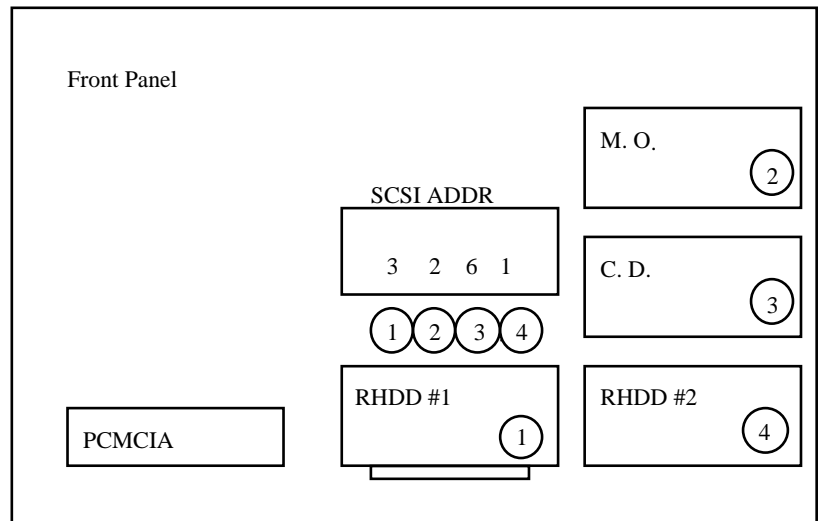 Front Panel
M. O.
2
SCSI ADDR
3 2 6 1
C. D.
3
1 2 3 4
RHDD #1
1
RHDD #2
4
PCMCIA